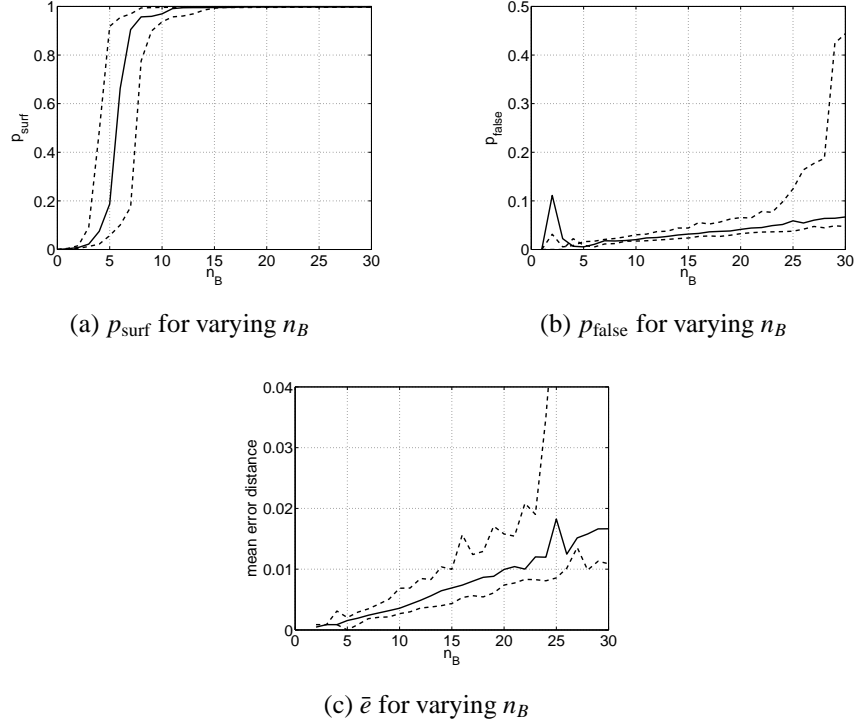 1
0.8
0.6
0.4
0.2
0
0 5 10 15 20 25 30
p_surf
n_B
(a) p_surf for varying n_B
0.5
0.4
0.3
0.2
0.1
0
0 5 10 15 20 25 30
p_false
n_B
(b) p_false for varying n_B
0.04
0.03
0.02
0.01
0
0 5 10 15 20 25 30
mean error distance
n_B
(c) ē for varying n_B